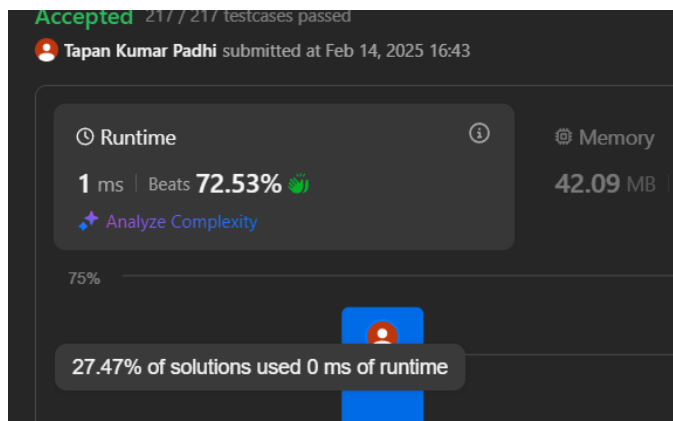 Accepted 217 / 217 testcases passed
Tapan Kumar Padhi submitted at Feb 14, 2025 16:43
Runtime
Memory
1 ms | Beats 72.53%
42.09 MB
Analyze Complexity
75%
27.47% of solutions used 0 ms of runtime